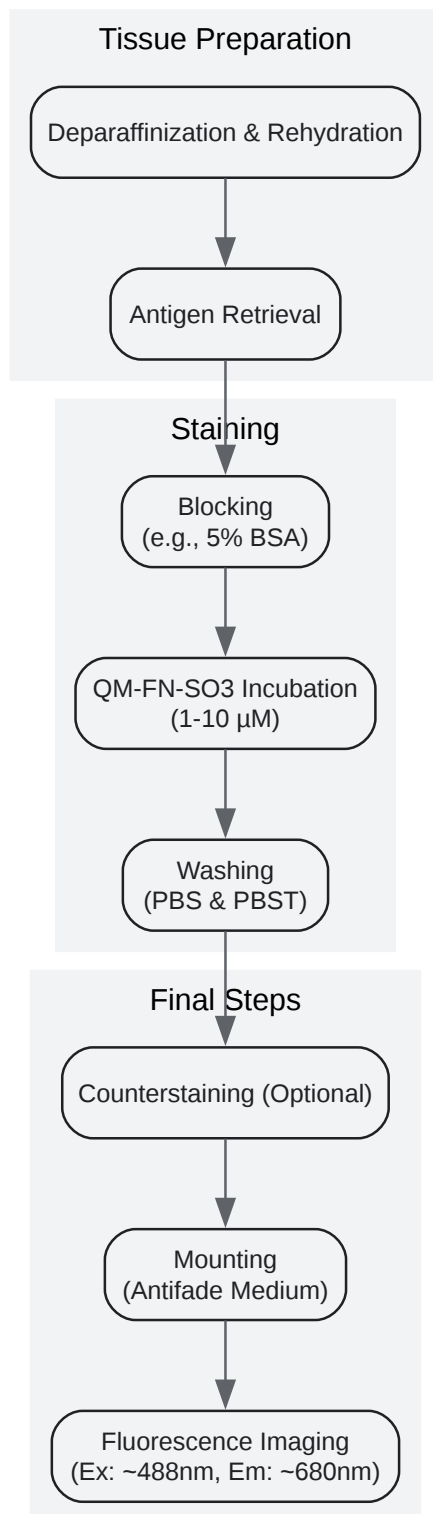 Tissue Preparation
Deparaffinization & Rehydration
Antigen Retrieval
Staining
Blocking
(e.g., 5% BSA)
QM-FN-SO3 Incubation
(1-10 µM)
Washing
(PBS & PBST)
Final Steps
Counterstaining (Optional)
Mounting
(Antifade Medium)
Fluorescence Imaging
(Ex: ~488nm, Em: ~680nm)